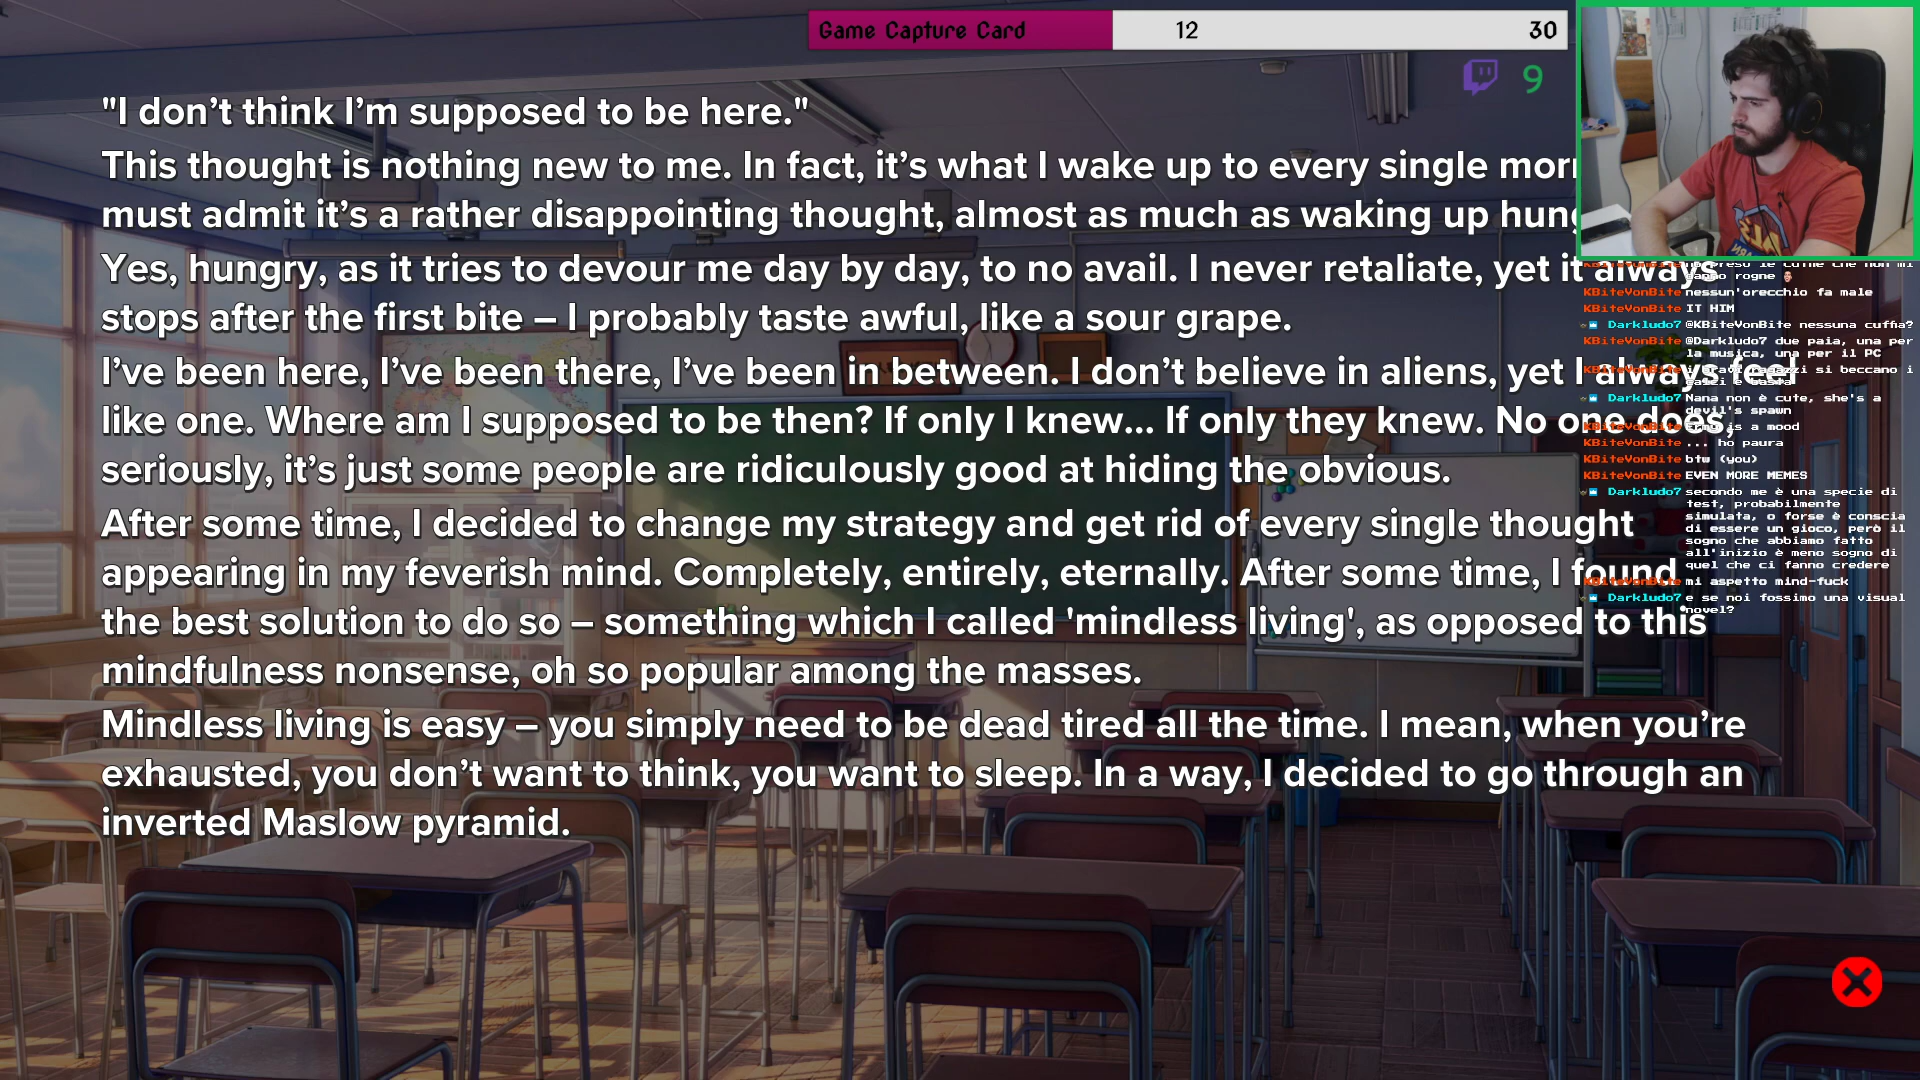 Game Capture Card 12 30
9
"I don’t think I’m supposed to be here."
This thought is nothing new to me. In fact, it’s what I wake up to every single
must admit it’s a rather disappointing thought, almost as much as waking up
Yes, hungry, as it tries to devour me day by day, to no avail. I never retaliate, yet it always
stops after the first bite – I probably taste awful, like a sour grape.
I’ve been here, I’ve been there, I’ve been in between. I don’t believe in aliens, yet I always feel
like one. Where am I supposed to be then? If only I knew... If only they knew. No one does,
seriously, it’s just some people are ridiculously good at hiding the obvious.
After some time, I decided to change my strategy and get rid of every single thought
appearing in my feverish mind. Completely, entirely, eternally. After some time, I found
the best solution to do so – something which I called 'mindless living', as opposed to this
mindfulness nonsense, oh so popular among the masses.
Mindless living is easy – you simply need to be dead tired all the time. I mean, when you’re
exhausted, you don’t want to think, you want to sleep. In a way, I decided to go through an
inverted Maslow pyramid.
rogne
KBiteVonBite nessun'orecchio fa male
KBiteVonBite IT HIM
Darkludo7 @KBiteVonBite nessuna cuffia?
KBiteVonBite @Darkludo7 due paia, una per
la musica, una per il PC
KBiteVonBite i bravi ragazzi si beccano i
calci e basta
Darkludo7 Nana non è cute, she's a
devil's spawn
KBiteVonBite is a mood
KBiteVonBite ... ho paura
KBiteVonBite btw (you)
KBiteVonBite EVEN MORE MEMES
Darkludo7 secondo me è una specie di
test, probabilmente
simulata, o forse è conscia
di essere un gioco, però il
sogno che abbiamo fatto
all'inizio è meno sogno di
quel che ci fanno credere
KBiteVonBite mi aspetto mind-fuck
Darkludo7 e se noi fossimo una visual
novel?